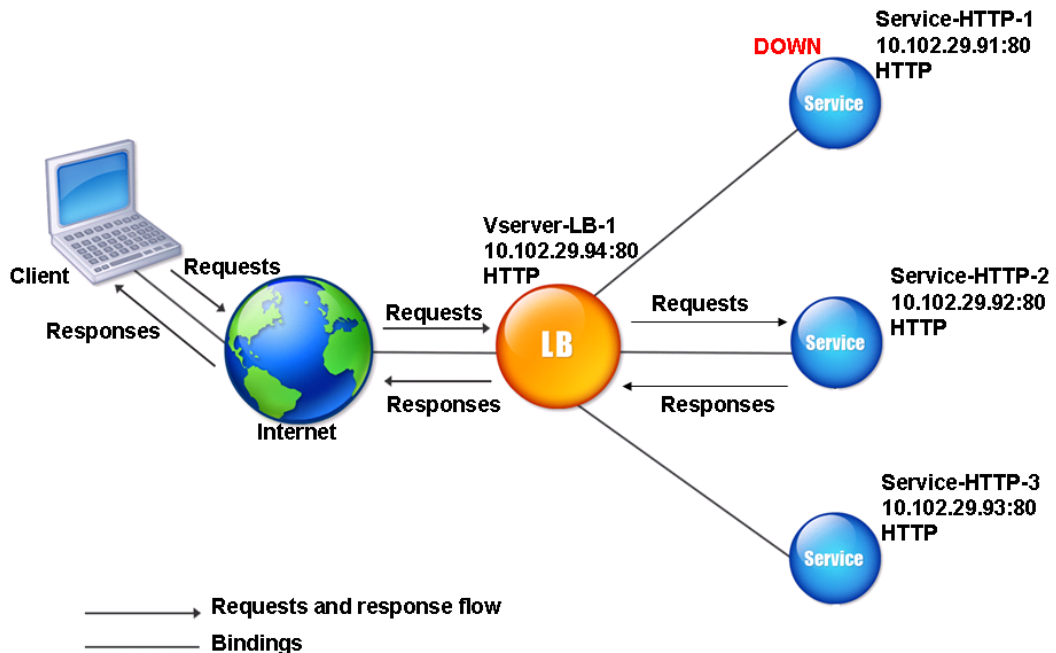 Service-HTTP-1
10.102.29.91:80
HTTP
DOWN
Service
Vserver-LB-1
10.102.29.94:80
HTTP
Client
Requests
Responses
Internet
Requests
Responses
LB
Requests
Responses
Service-HTTP-2
10.102.29.92:80
HTTP
Service
Service-HTTP-3
10.102.29.93:80
HTTP
Service
Requests and response flow
Bindings